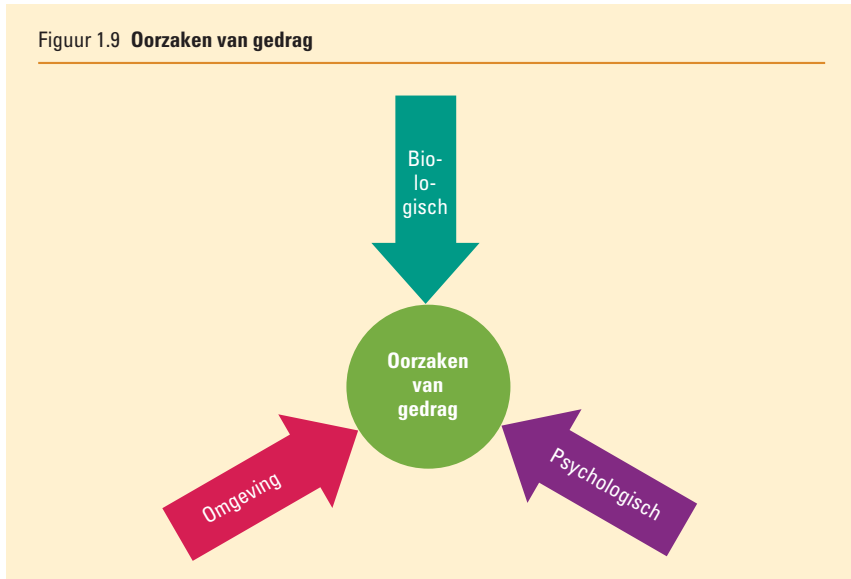 Figuur 1.9 Oorzaken van gedrag
Bio-
lo-
gisch
Oorzaken
van
gedrag
Omgeving
Psychologisch